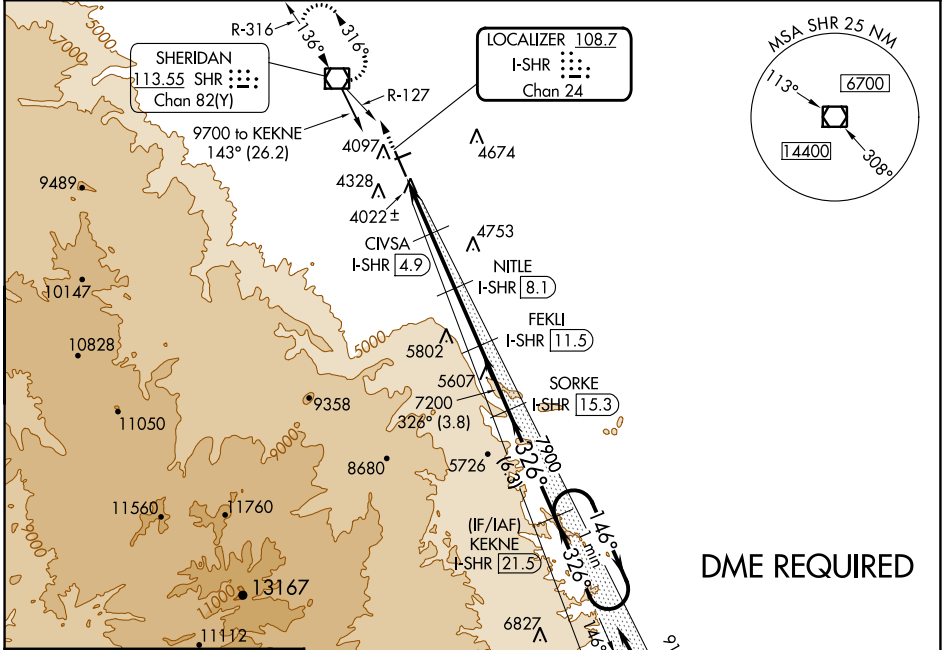 5000
7000
R-316
136°
316°
SHERIDAN
113.55 SHR
Chan 82(Y)
LOCALIZER 108.7
I-SHR
Chan 24
MSA SHR 25 NM
113°
6700
14400
308°
R-127
9700 to KEKNE
143° (26.2)
4097
4674
9489
4328
4022 ±
CIVSA
I-SHR 4.9
4753
NITLE
I-SHR 8.1
10147
FEKLI
I-SHR 11.5
5000
5802
10828
5607
SORKE
I-SHR 15.3
7200
326° (3.8)
9358
11050
9000
7900
326°
(6.3)
8680
5726
11560
11760
(IF/IAF)
KEKNE
I-SHR 21.5
146°
1 min
326°
9000
DME REQUIRED
13167
11000
11112
6827
146°